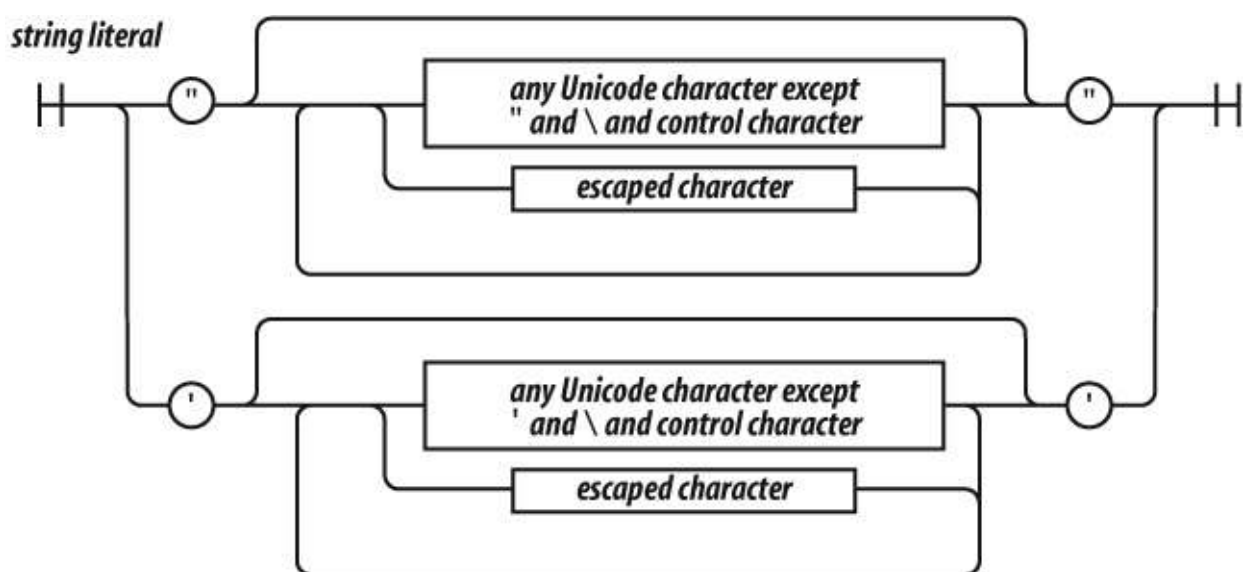 string literal
"
any Unicode character except
" and \ and control character
"
escaped character
'
any Unicode character except
' and \ and control character
'
escaped character